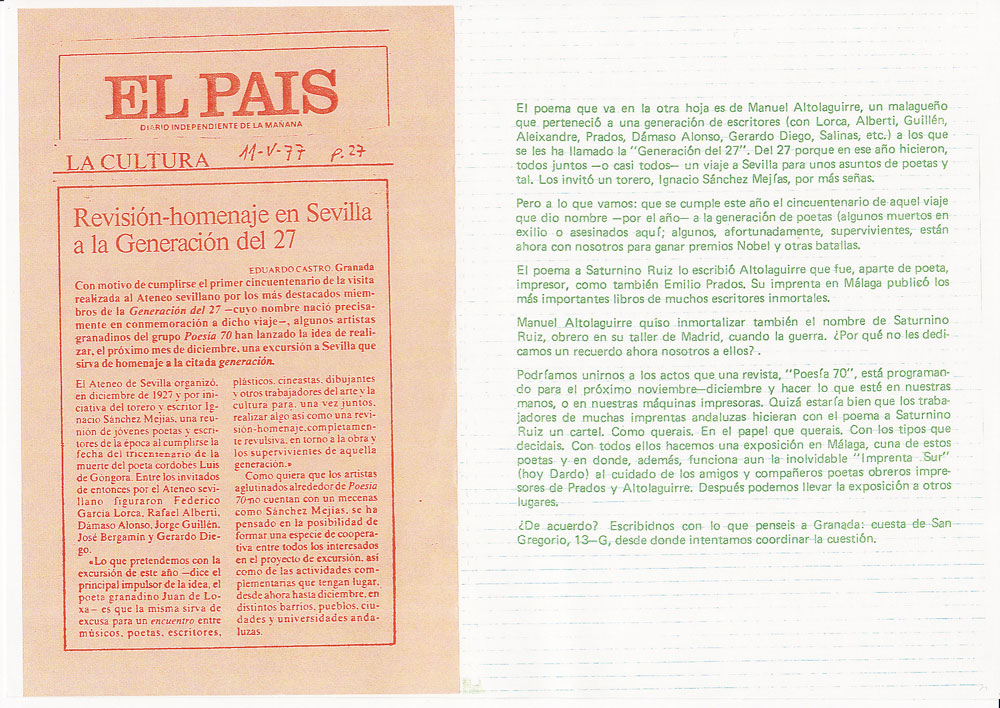 EL PAIS
DIARIO INDEPENDIENTE DE LA MAÑANA
LA CULTURA 11-V-77 p. 27
Revisión-homenaje en Sevilla
a la Generación del 27
EDUARDO CASTRO. Granada
Con motivo de cumplirse el primer cincuentenario de la visita
realizada al Ateneo sevillano por los más destacados miem-
bros de la Generación del 27 —cuyo nombre nació precisa-
mente en conmemoración a dicho viaje—, algunos artistas
granadinos del grupo Poesía 70 han lanzado la idea de reali-
zar, el próximo mes de diciembre, una excursión a Sevilla que
sirva de homenaje a la citada generación.
El Ateneo de Sevilla organizó,
en diciembre de 1927 y por ini-
ciativa del torero y escritor Ig-
nacio Sánchez Mejías, una reu-
nión de jóvenes poetas y escri-
tores de la época al cumplirse la
fecha del tricentenario de la
muerte del poeta cordobés Luis
de Góngora. Entre los invitados
de entonces por el Ateneo sevi-
llano figuraron Federico
García Lorca, Rafael Alberti,
Dámaso Alonso, Jorge Guillén,
José Bergamín y Gerardo Die-
go.
«Lo que pretendemos con la
excursión de este año —dice el
principal impulsor de la idea, el
poeta granadino Juan de Lo-
xa— es que la misma sirva de
excusa para un encuentro entre
músicos, poetas, escritores,
plásticos, cineastas, dibujantes
y otros trabajadores del arte y la
cultura para, una vez juntos,
realizar algo así como una revi-
sión-homenaje, completamen-
te revulsiva, en torno a la obra y
los supervivientes de aquella
generación.»
Como quiera que los artistas
aglutinados alrededor de Poesía
70 no cuentan con un mecenas
como Sánchez Mejías, se ha
pensado en la posibilidad de
formar una especie de coopera-
tiva entre todos los interesados
en el proyecto de excursión, así
como de las actividades com-
plementarias que tengan lugar,
desde ahora hasta diciembre, en
distintos barrios, pueblos, ciu-
dades y universidades anda-
luzas.
El poema que va en la otra hoja es de Manuel Altolaguirre, un malagueño
que perteneció a una generación de escritores (con Lorca, Alberti, Guillén,
Aleixandre, Prados, Dámaso Alonso, Gerardo Diego, Salinas, etc.) a los que
se les ha llamado la "Generación del 27". Del 27 porque en ese año hicieron,
todos juntos —o casi todos— un viaje a Sevilla para unos asuntos de poetas y
tal. Los invitó un torero, Ignacio Sánchez Mejías, por más señas.
Pero a lo que vamos: que se cumple este año el cincuentenario de aquel viaje
que dio nombre —por el año— a la generación de poetas (algunos muertos en
exilio o asesinados aquí; algunos, afortunadamente, supervivientes, están
ahora con nosotros para ganar premios Nobel y otras batallas.
El poema a Saturnino Ruiz lo escribió Altolaguirre que fue, aparte de poeta,
impresor, como también Emilio Prados. Su imprenta en Málaga publicó los
más importantes libros de muchos escritores inmortales.
Manuel Altolaguirre quiso inmortalizar también el nombre de Saturnino
Ruiz, obrero en su taller de Madrid, cuando la guerra. ¿Por qué no les dedi-
camos un recuerdo ahora nosotros a ellos? .
Podríamos unirnos a los actos que una revista, "Poesía 70", está programan-
do para el próximo noviembre—diciembre y hacer lo que esté en nuestras
manos, o en nuestras máquinas impresoras. Quizá estaría bien que los traba-
jadores de muchas imprentas andaluzas hicieran con el poema a Saturnino
Ruiz un cartel. Como querais. En el papel que querais. Con los tipos que
decidais. Con todos ellos hacemos una exposición en Málaga, cuna de estos
poetas y en donde, además, funciona aun la inolvidable "Imprenta Sur"
(hoy Dardo) al cuidado de los amigos y compañeros poetas obreros impre-
sores de Prados y Altolaguirre. Después podemos llevar la exposición a otros
lugares.
¿De acuerdo? Escribidnos con lo que penseis a Granada: cuesta de San
Gregorio, 13—G, desde donde intentamos coordinar la cuestión.